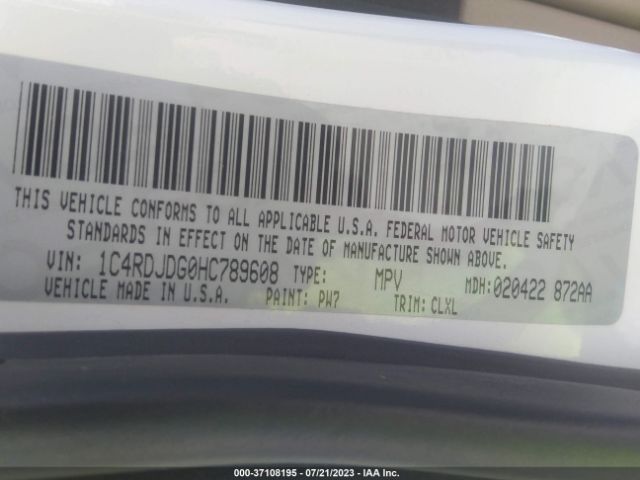 THIS VEHICLE CONFORMS TO ALL APPLICABLE U.S.A. FEDERAL MOTOR VEHICLE SAFETY
STANDARDS IN EFFECT ON THE DATE OF MANUFACTURE SHOWN ABOVE.
VIN: 1C4RDJDG0HC789608 TYPE: MPV MDH:020422 872AA
VEHICLE MADE IN U.S.A. PAINT: PW7 TRIM: CLXL
000-37108195 - 07/21/2023 - IAA Inc.